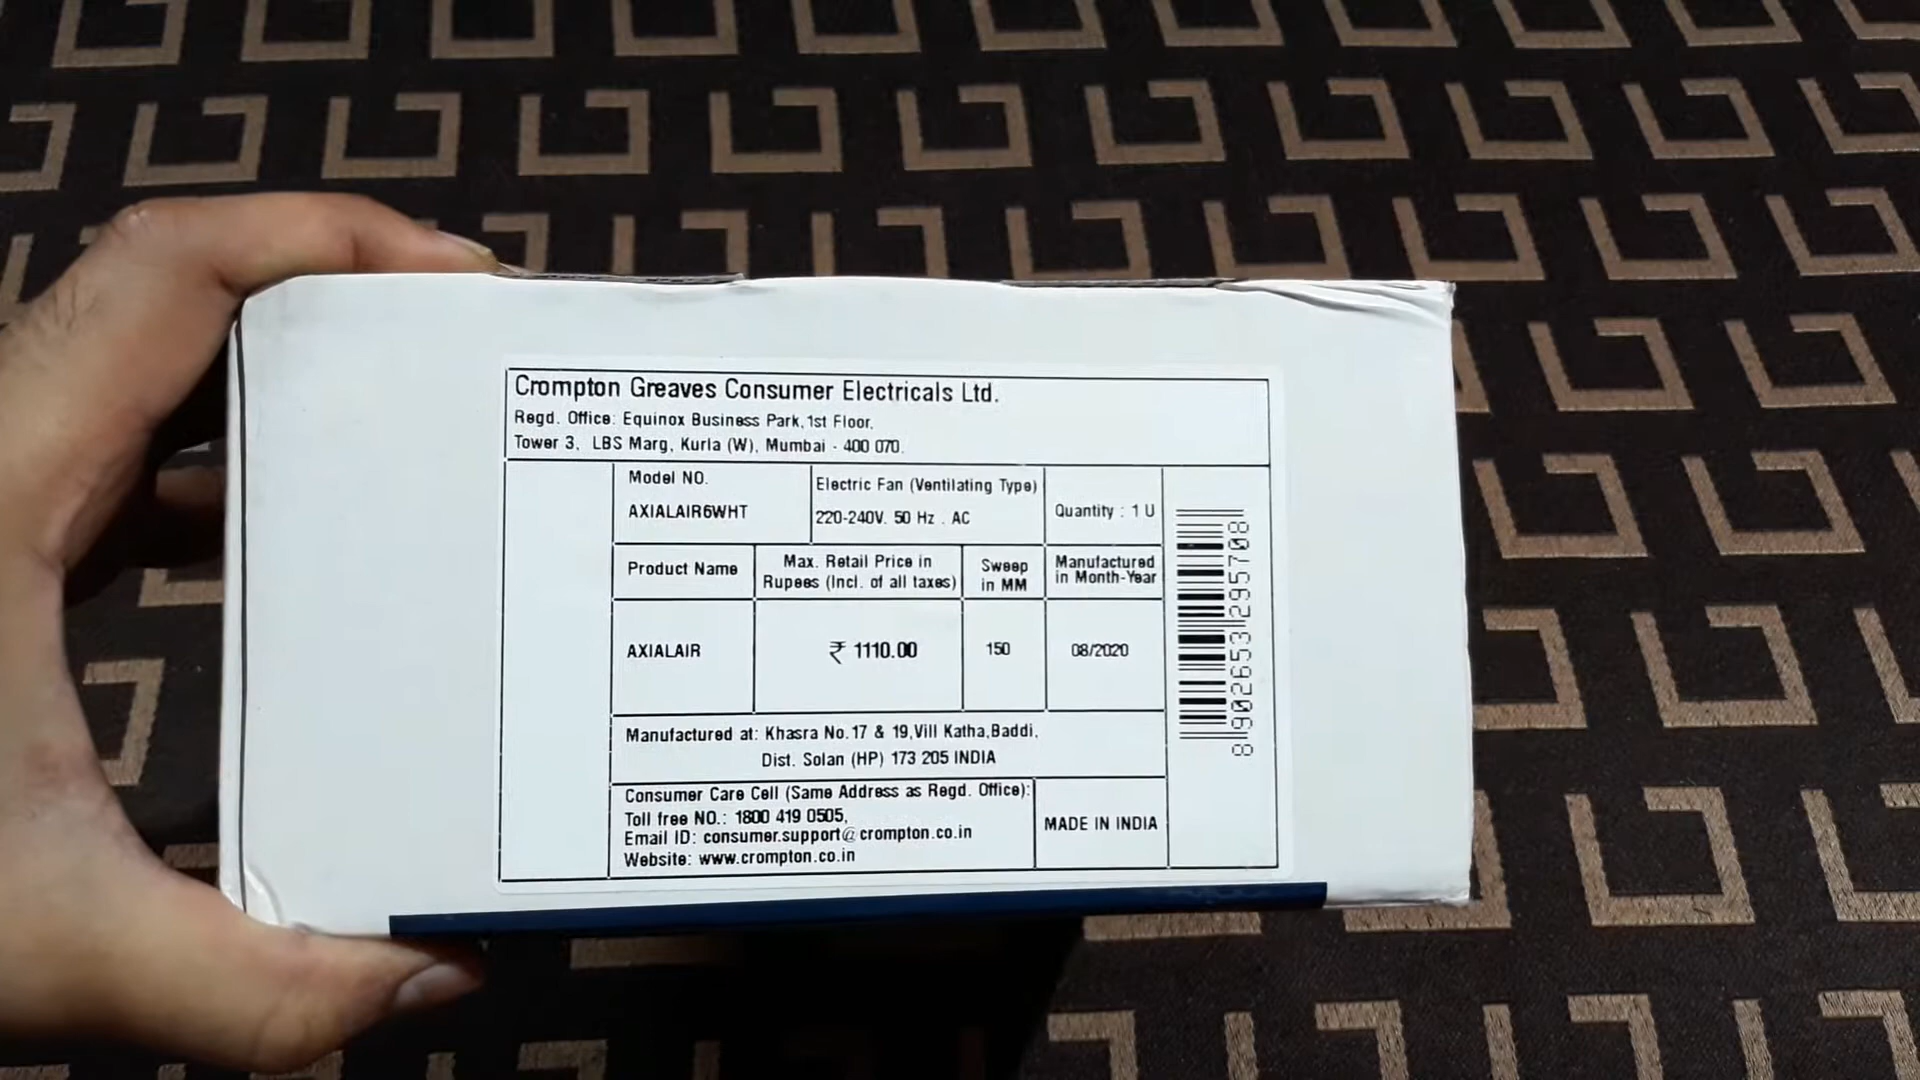 Crompton Greaves Consumer Electricals Ltd.
Regd. Office: Equinox Business Park, 1st Floor,
Tower 3, LBS Marg, Kurla (W), Mumbai - 400 070.
Model NO.
AXIALAIR6WHT
Electric Fan (Ventilating Type)
220-240V. 50 Hz . AC
Quantity : 1 U
Product Name
Max. Retail Price in
Rupees (Incl. of all taxes)
Sweep
in MM
Manufactured
in Month-Year
AXIALAIR
₹ 1110.00
150
08/2020
Manufactured at: Khasra No.17 & 19,Vill Katha,Baddi,
Dist. Solan (HP) 173 205 INDIA
Consumer Care Cell (Same Address as Regd. Office):
Toll free NO.: 1800 419 0505,
Email ID: consumer.support@crompton.co.in
Website: www.crompton.co.in
MADE IN INDIA
8902653295708